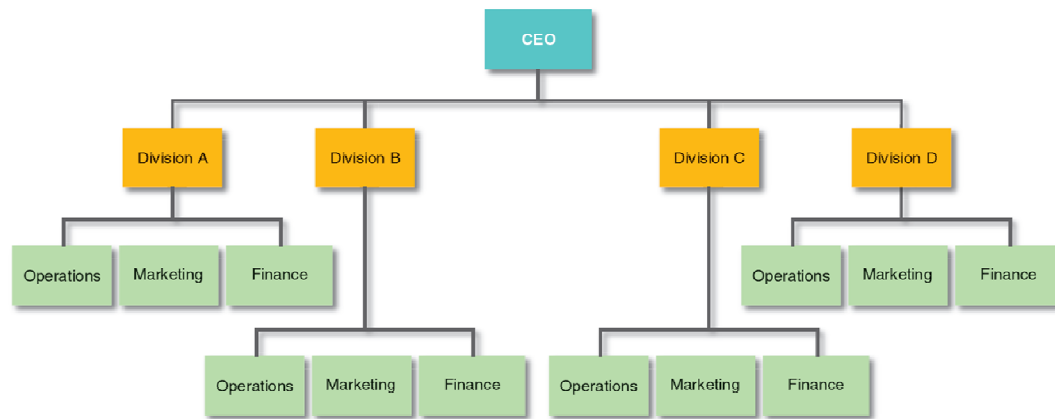 CEO
Division A
Division B
Division C
Division D
Operations
Marketing
Finance
Operations
Marketing
Finance
Operations
Marketing
Finance
Operations
Marketing
Finance